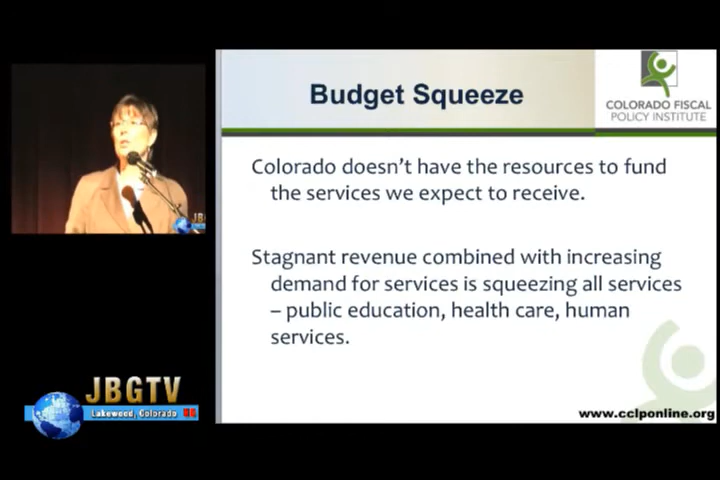 Budget Squeeze
COLORADO FISCAL
POLICY INSTITUTE
Colorado doesn't have the resources to fund
the services we expect to receive.
Stagnant revenue combined with increasing
demand for services is squeezing all services
– public education, health care, human
services.
www.cclponline.org
JBGTV
Lakewood, Colorado